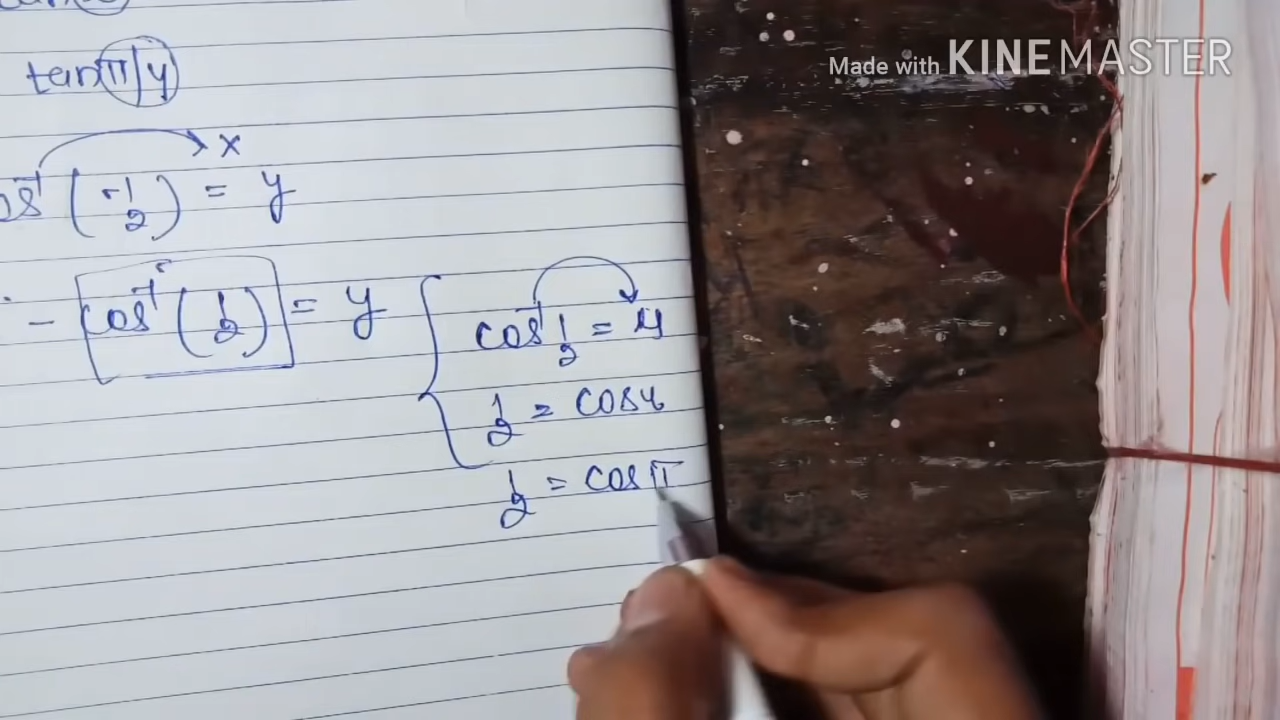 Made with KINEMASTER
tan π/4
x
cos⁻¹ (-1/2) = y
π - cos⁻¹ (1/2) = y
cos⁻¹ 1/2 = y
1/2 = cos y
1/2 = cos π